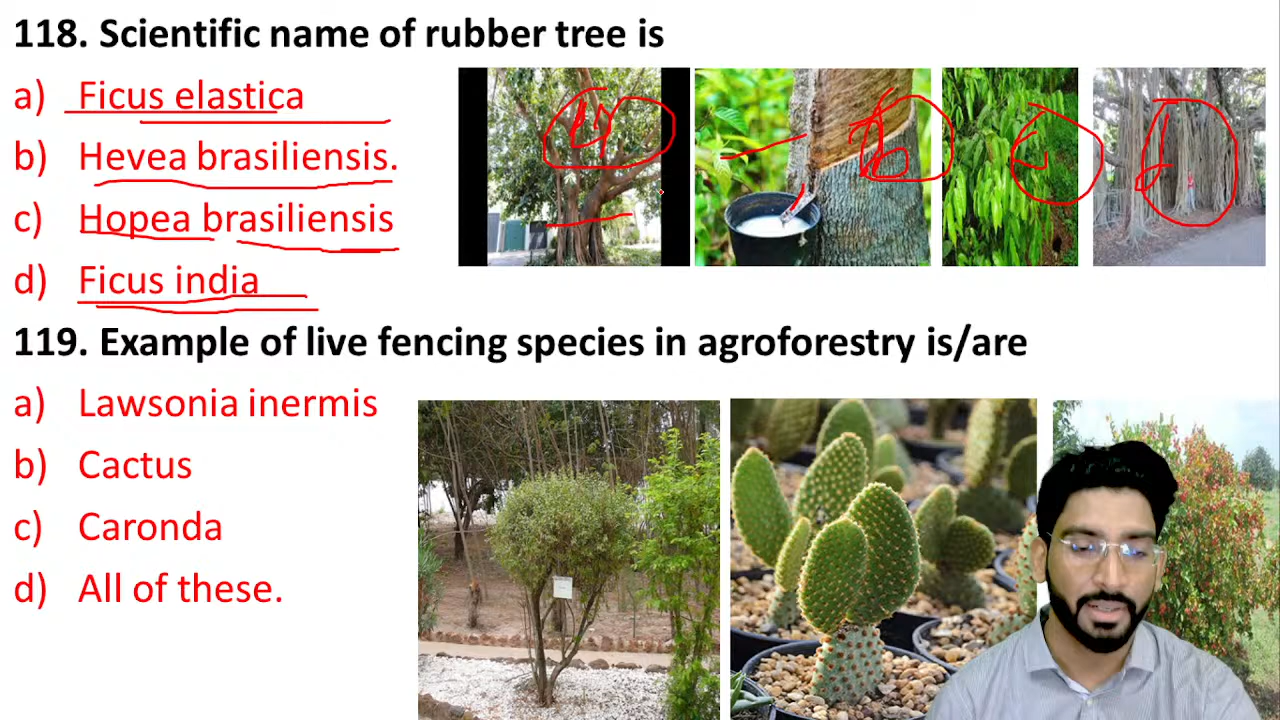 118. Scientific name of rubber tree is
a) Ficus elastica
b) Hevea brasiliensis.
c) Hopea brasiliensis
d) Ficus india
119. Example of live fencing species in agroforestry is/are
a) Lawsonia inermis
b) Cactus
c) Caronda
d) All of these.